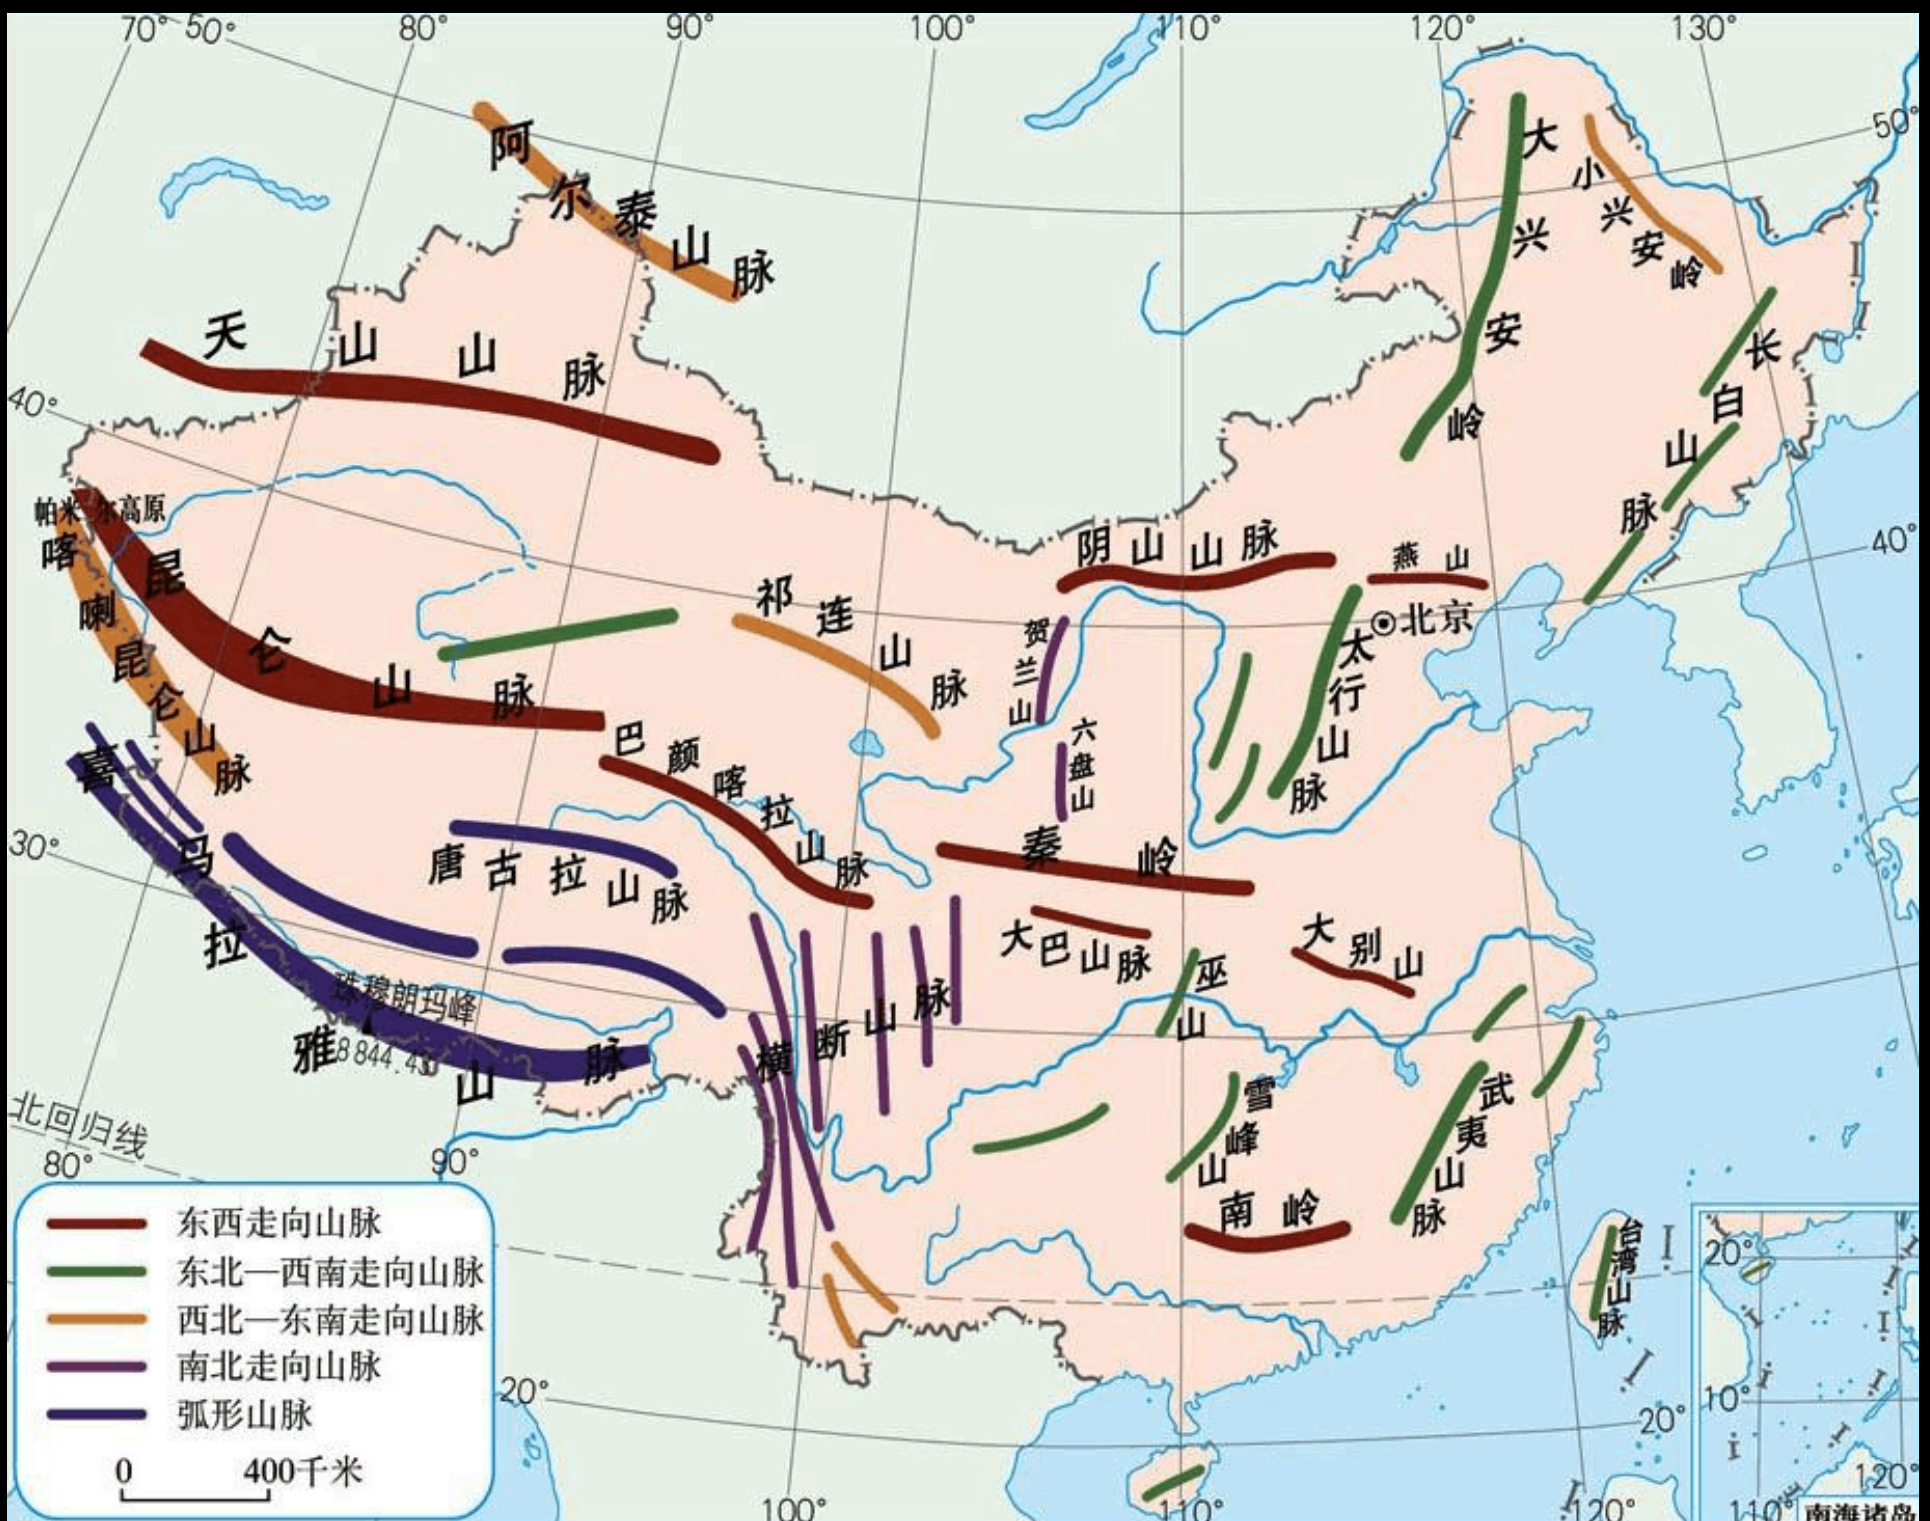 70° 50° 80° 90° 100° 110° 120° 130°
50°
阿尔泰山脉
大兴安岭
小兴安岭
天山山脉
长白山脉
40°
帕米尔高原
40°
喀喇昆仑山脉
昆仑山脉
阴山山脉
燕山
北京
祁连山脉
贺兰山
太行山脉
六盘山
巴颜喀拉山脉
喜马拉雅山脉
30°
唐古拉山脉
秦岭
大巴山脉
大别山
巫山
横断山脉
珠穆朗玛峰
8844.43
雪峰山
武夷山脉
南岭
台湾山脉
北回归线
80° 90°
东西走向山脉
东北—西南走向山脉
西北—东南走向山脉
南北走向山脉
弧形山脉
0 400千米
20°
20°
100° 110° 120°
20°
10°
110° 120°
南海诸岛